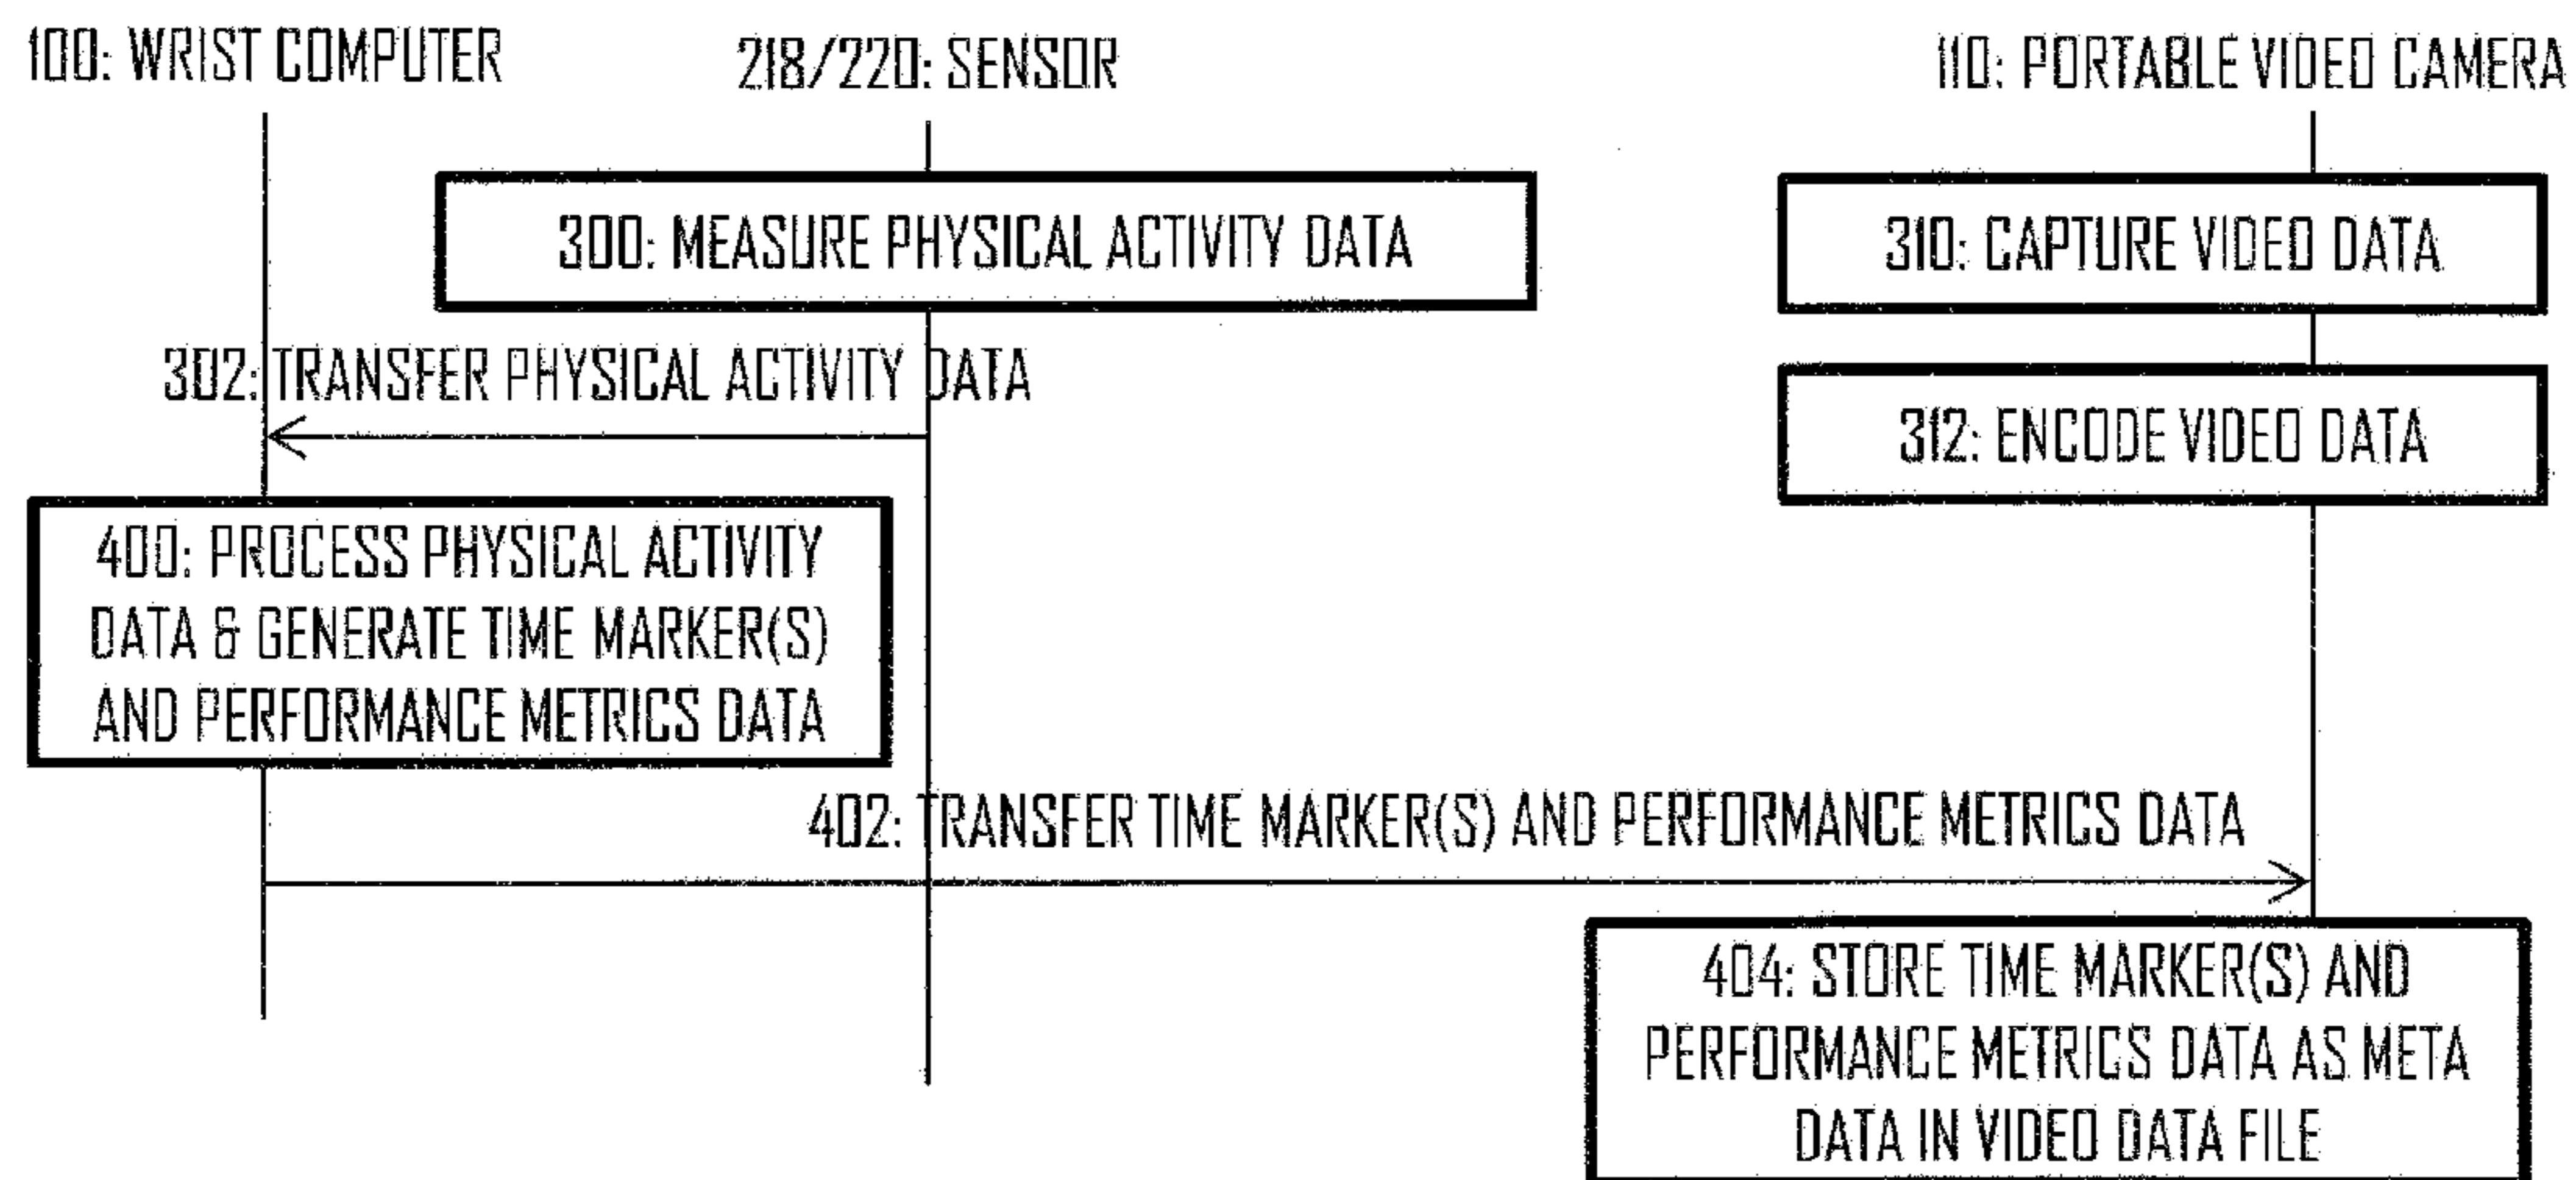 100: WRIST COMPUTER
218/220: SENSOR
110: PORTABLE VIDEO CAMERA
300: MEASURE PHYSICAL ACTIVITY DATA
310: CAPTURE VIDEO DATA
302: TRANSFER PHYSICAL ACTIVITY DATA
312: ENCODE VIDEO DATA
400: PROCESS PHYSICAL ACTIVITY
DATA & GENERATE TIME MARKER(S)
AND PERFORMANCE METRICS DATA
402: TRANSFER TIME MARKER(S) AND PERFORMANCE METRICS DATA
404: STORE TIME MARKER(S) AND
PERFORMANCE METRICS DATA AS META
DATA IN VIDEO DATA FILE